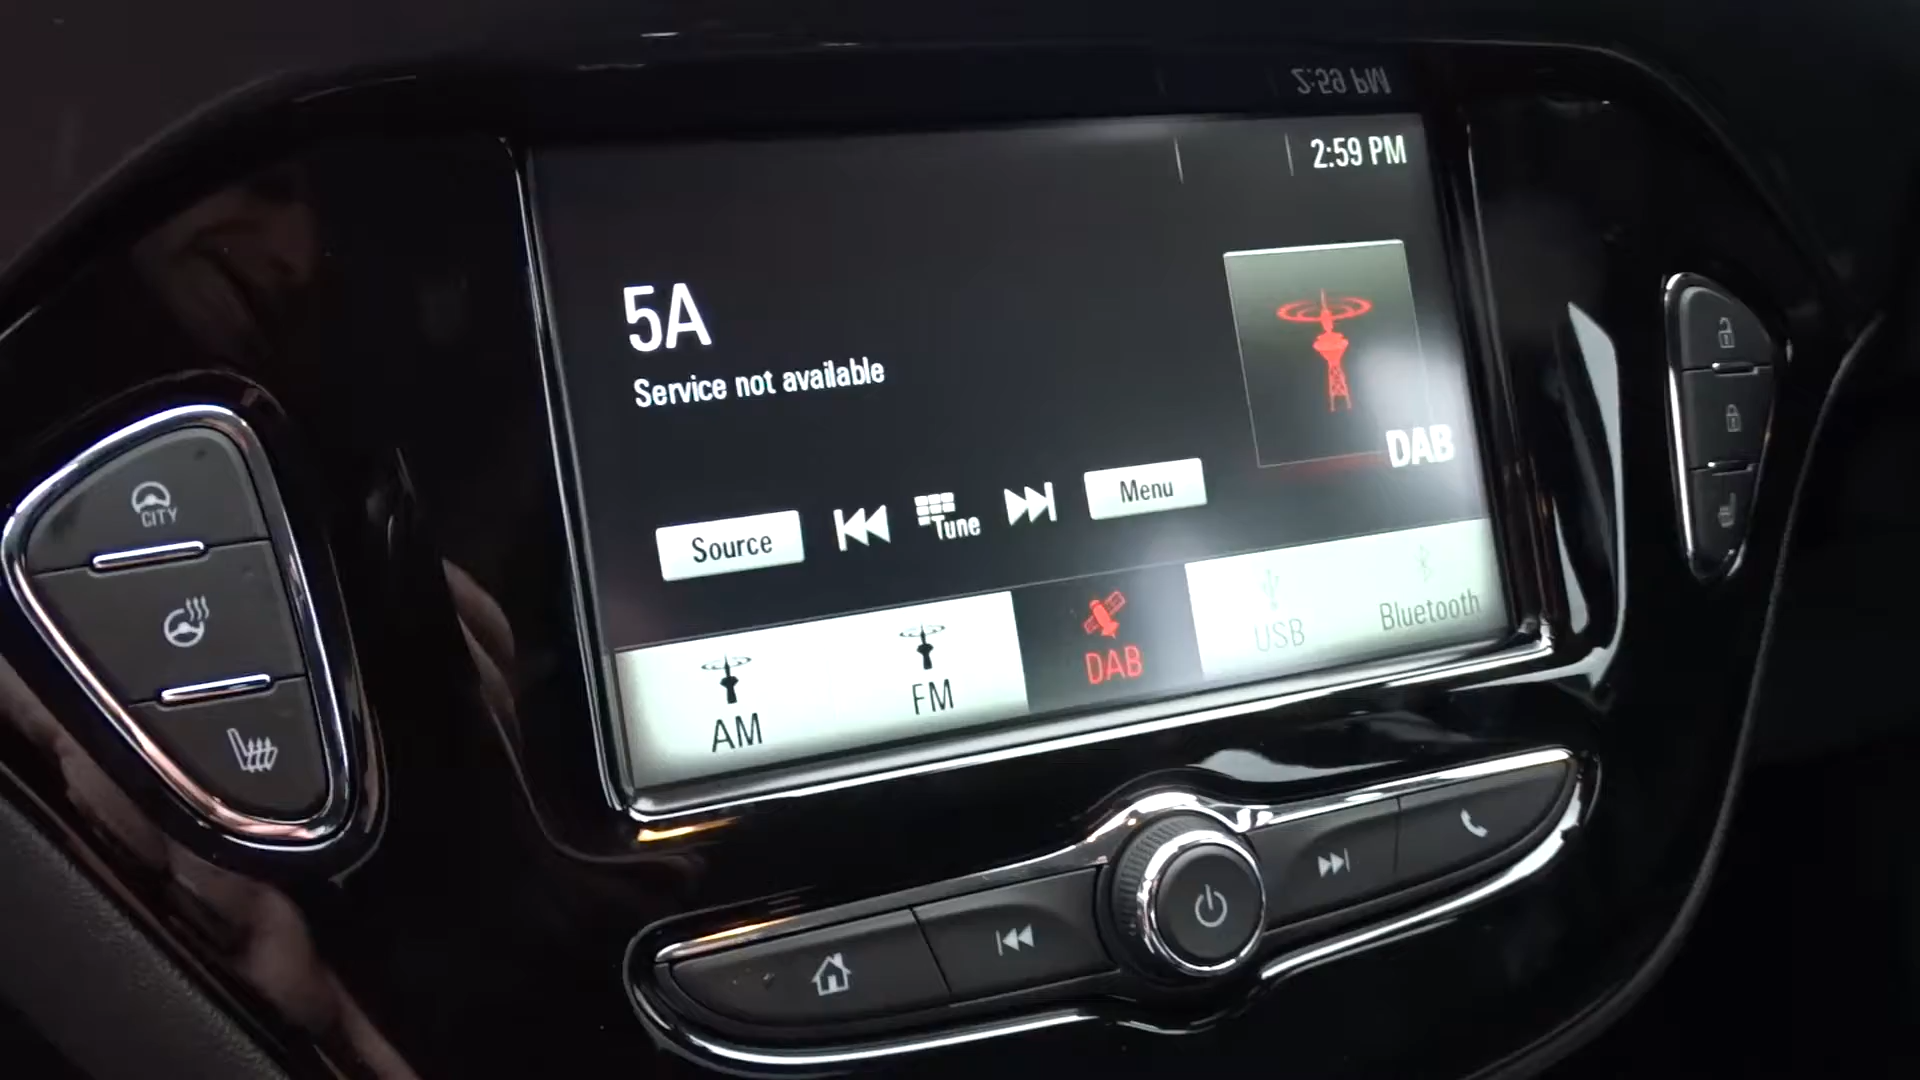 2:59 PM
2:59 PM
5A
Service not available
DAB
Source
Tune
Menu
AM
FM
DAB
USB
Bluetooth
CITY